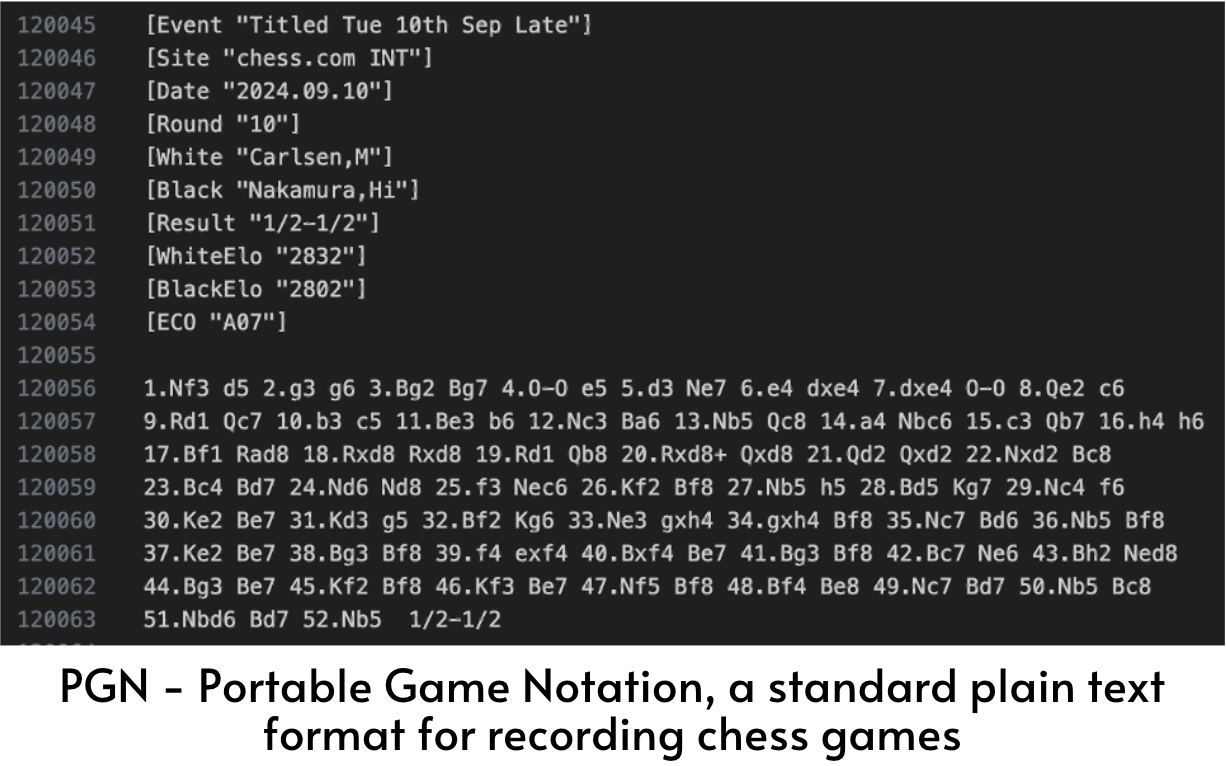 120045 [Event "Titled Tue 10th Sep Late"]
120046 [Site "chess.com INT"]
120047 [Date "2024.09.10"]
120048 [Round "10"]
120049 [White "Carlsen,M"]
120050 [Black "Nakamura,Hi"]
120051 [Result "1/2-1/2"]
120052 [WhiteElo "2832"]
120053 [BlackElo "2802"]
120054 [ECO "A07"]
120055
120056 1.Nf3 d5 2.g3 g6 3.Bg2 Bg7 4.O-O e5 5.d3 Ne7 6.e4 dxe4 7.dxe4 O-O 8.Qe2 c6
120057 9.Rd1 Qc7 10.b3 c5 11.Be3 b6 12.Nc3 Ba6 13.Nb5 Qc8 14.a4 Nbc6 15.c3 Qb7 16.h4 h6
120058 17.Bf1 Rad8 18.Rxd8 Rxd8 19.Rd1 Qb8 20.Rxd8+ Qxd8 21.Qd2 Qxd2 22.Nxd2 Bc8
120059 23.Bc4 Bd7 24.Nd6 Nd8 25.f3 Nec6 26.Kf2 Bf8 27.Nb5 h5 28.Bd5 Kg7 29.Nc4 f6
120060 30.Ke2 Be7 31.Kd3 g5 32.Bf2 Kg6 33.Ne3 gxh4 34.gxh4 Bf8 35.Nc7 Bd6 36.Nb5 Bf8
120061 37.Ke2 Be7 38.Bg3 Bf8 39.f4 exf4 40.Bxf4 Be7 41.Bg3 Bf8 42.Bc7 Ne6 43.Bh2 Ned8
120062 44.Bg3 Be7 45.Kf2 Bf8 46.Kf3 Be7 47.Nf5 Bf8 48.Bf4 Be8 49.Nc7 Bd7 50.Nb5 Bc8
120063 51.Nbd6 Bd7 52.Nb5  1/2-1/2
PGN - Portable Game Notation, a standard plain text
format for recording chess games